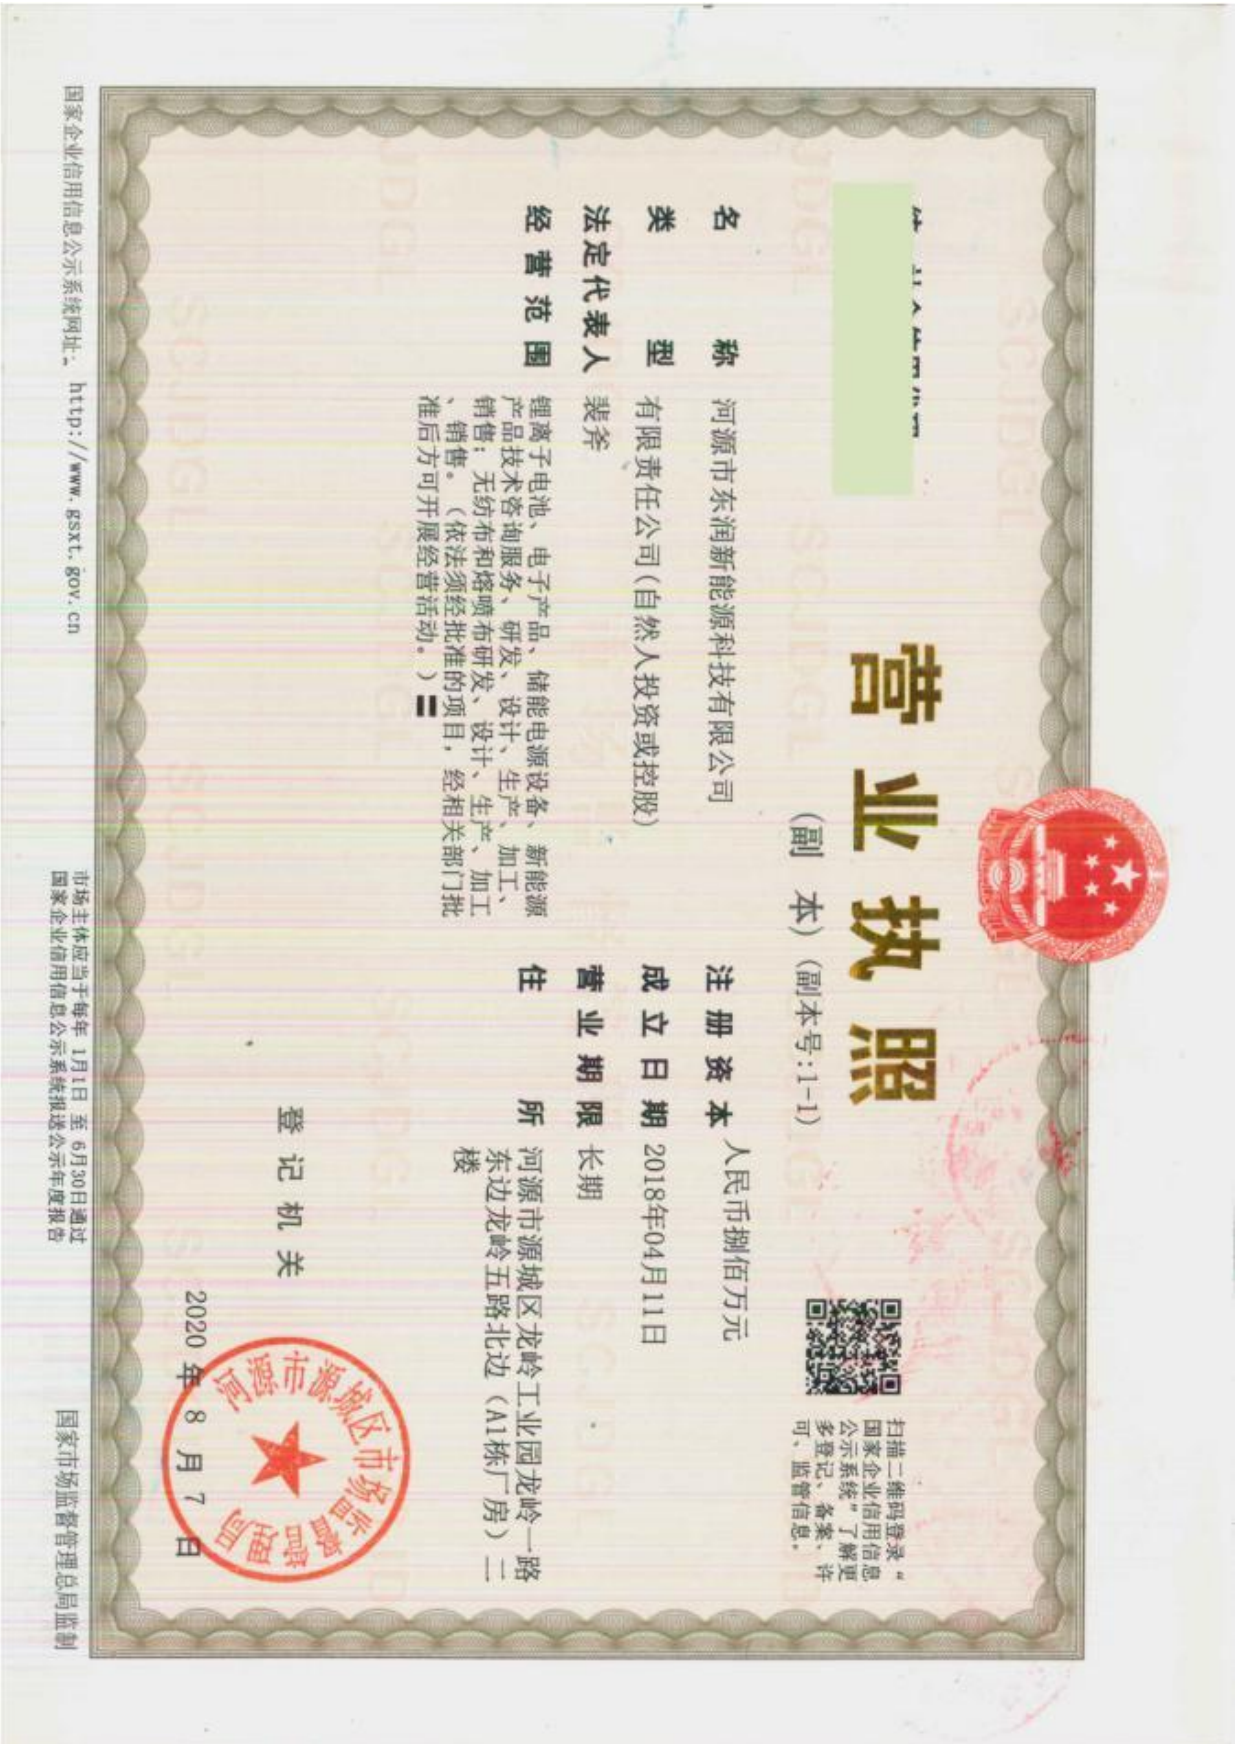 营业执照
(副 本)(副本号:1-1)
扫描二维码登录“
国家企业信用信息
公示系统”了解更
多登记、备案、许
可、监管信息。
名称 河源市东润新能源科技有限公司
类型 有限责任公司(自然人投资或控股)
法定代表人 裴斧
经营范围 锂离子电池、电子产品、储能电源设备、新能源
产品技术咨询服务、研发、设计、生产、加工、
销售；无纺布和熔喷布研发、设计、生产、加工
、销售。（依法须经批准的项目，经相关部门批
准后方可开展经营活动。）
注册资本 人民币捌佰万元
成立日期 2018年04月11日
营业期限 长期
住所 河源市源城区龙岭工业园龙岭一路
东边龙岭五路北边（A1栋厂房）二
楼
登记机关
河源市源城区市场监督管理局
2020 年 8 月 7 日
国家企业信用信息公示系统网址: http://www.gsxt.gov.cn
市场主体应当于每年 1月1日 至 6月30日通过
国家企业信用信息公示系统报送公示年度报告
国家市场监督管理总局监制